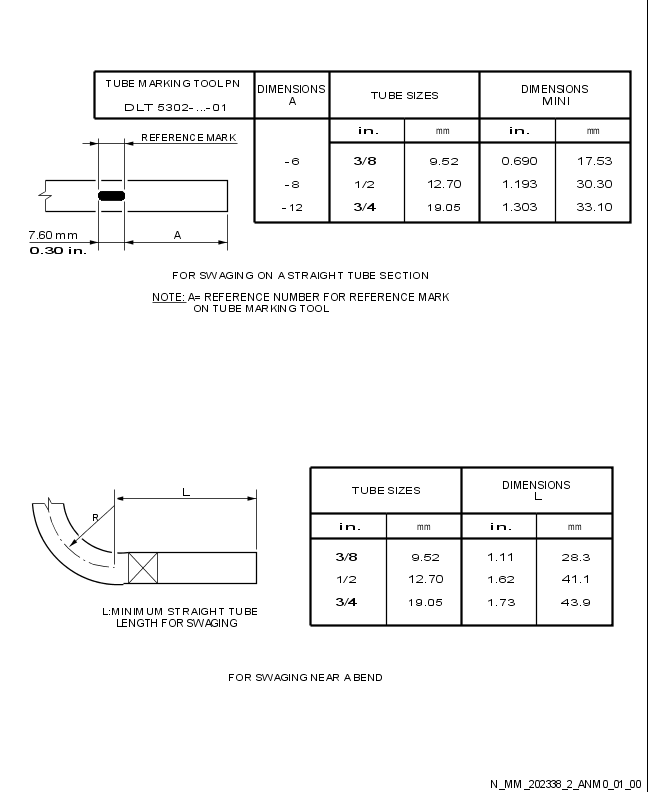 TUBE MARKING TOOL PN DIMENSIONS TUBE SIZES DIMENSIONS
DLT 5302-...-01 A MINI
in. mm in. mm
REFERENCE MARK
-6 3/8 9.52 0.690 17.53
-8 1/2 12.70 1.193 30.30
-12 3/4 19.05 1.303 33.10
7.60 mm A
0.30 in.
FOR SWAGING ON A STRAIGHT TUBE SECTION
NOTE: A= REFERENCE NUMBER FOR REFERENCE MARK
ON TUBE MARKING TOOL
TUBE SIZES DIMENSIONS
L
L
R
in. mm in. mm
3/8 9.52 1.11 28.3
1/2 12.70 1.62 41.1
3/4 19.05 1.73 43.9
L:MINIMUM STRAIGHT TUBE
LENGTH FOR SWAGING
FOR SWAGING NEAR A BEND
N_MM_202338_2_ANM0_01_00